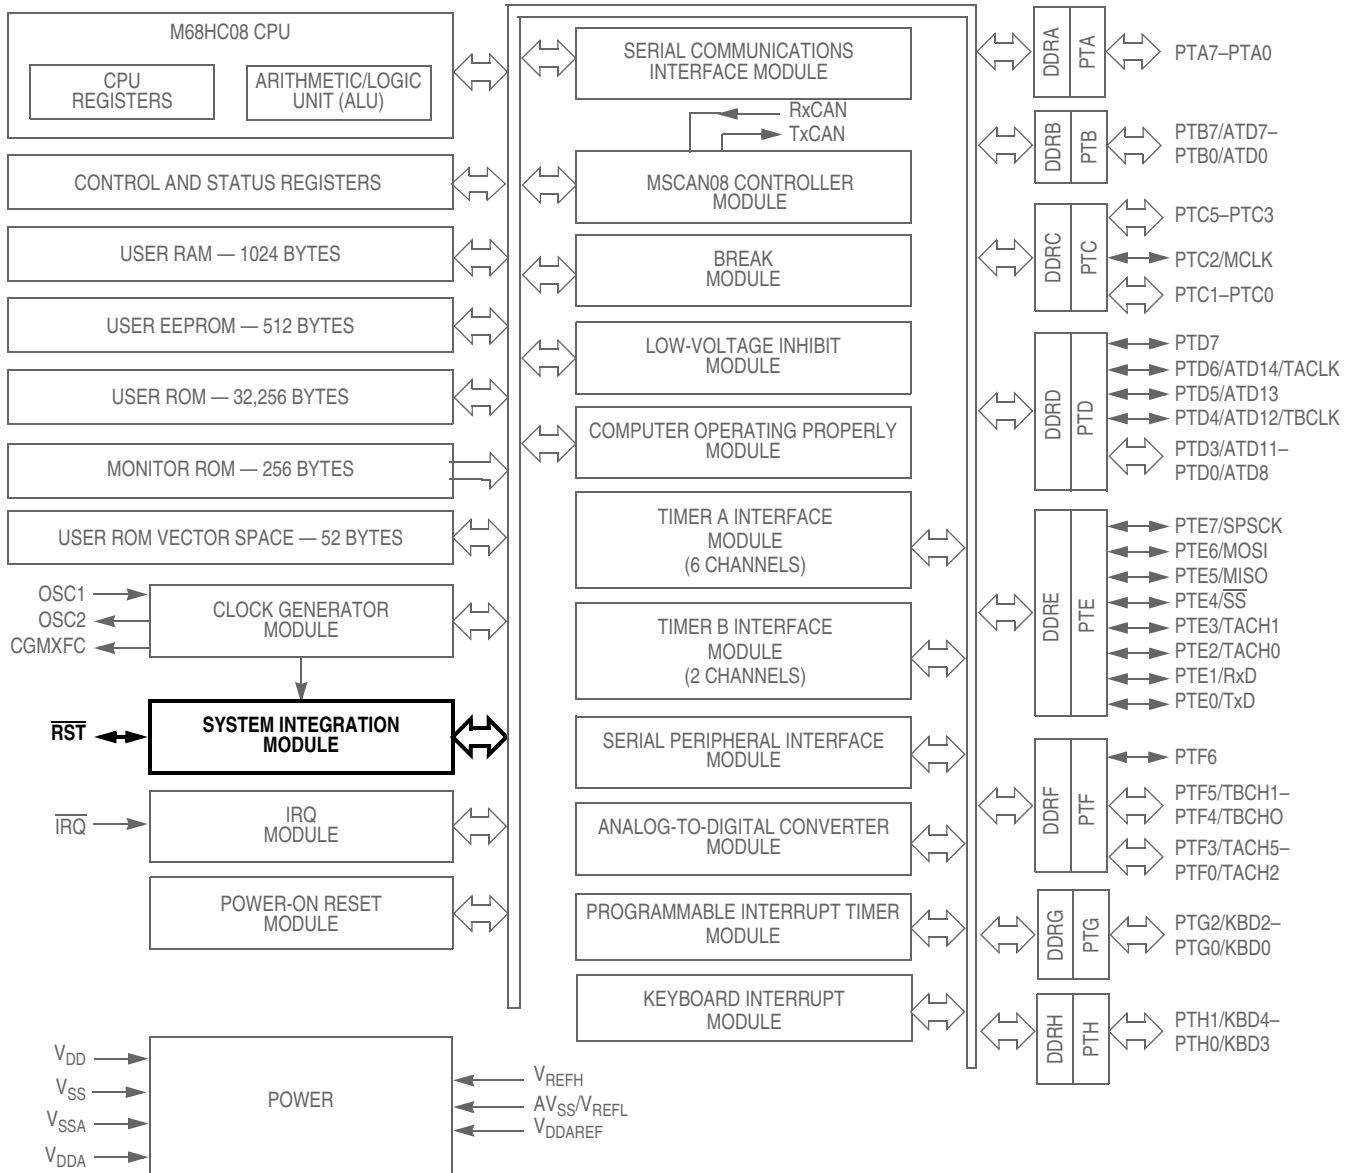 M68HC08 CPU
CPU
REGISTERS
ARITHMETIC/LOGIC
UNIT (ALU)
CONTROL AND STATUS REGISTERS
USER RAM — 1024 BYTES
USER EEPROM — 512 BYTES
USER ROM — 32,256 BYTES
MONITOR ROM — 256 BYTES
USER ROM VECTOR SPACE — 52 BYTES
OSC1
OSC2
CGMXFC
CLOCK GENERATOR
MODULE
RST
SYSTEM INTEGRATION
MODULE
IRQ
IRQ
MODULE
POWER-ON RESET
MODULE
VDD
VSS
VSSA
VDDA
POWER
VREFH
AVSS/VREFL
VDDAREF
SERIAL COMMUNICATIONS
INTERFACE MODULE
RxCAN
TxCAN
MSCAN08 CONTROLLER
MODULE
BREAK
MODULE
LOW-VOLTAGE INHIBIT
MODULE
COMPUTER OPERATING PROPERLY
MODULE
TIMER A INTERFACE
MODULE
(6 CHANNELS)
TIMER B INTERFACE
MODULE
(2 CHANNELS)
SERIAL PERIPHERAL INTERFACE
MODULE
ANALOG-TO-DIGITAL CONVERTER
MODULE
PROGRAMMABLE INTERRUPT TIMER
MODULE
KEYBOARD INTERRUPT
MODULE
DDRA
PTA
PTA7–PTA0
DDRB
PTB
PTB7/ATD7–
PTB0/ATD0
DDRC
PTC
PTC5–PTC3
PTC2/MCLK
PTC1–PTC0
DDRD
PTD
PTD7
PTD6/ATD14/TACLK
PTD5/ATD13
PTD4/ATD12/TBCLK
PTD3/ATD11–
PTD0/ATD8
DDRE
PTE
PTE7/SPSCK
PTE6/MOSI
PTE5/MISO
PTE4/SS
PTE3/TACH1
PTE2/TACH0
PTE1/RxD
PTE0/TxD
DDRF
PTF
PTF6
PTF5/TBCH1–
PTF4/TBCHO
PTF3/TACH5–
PTF0/TACH2
DDRG
PTG
PTG2/KBD2–
PTG0/KBD0
DDRH
PTH
PTH1/KBD4–
PTH0/KBD3